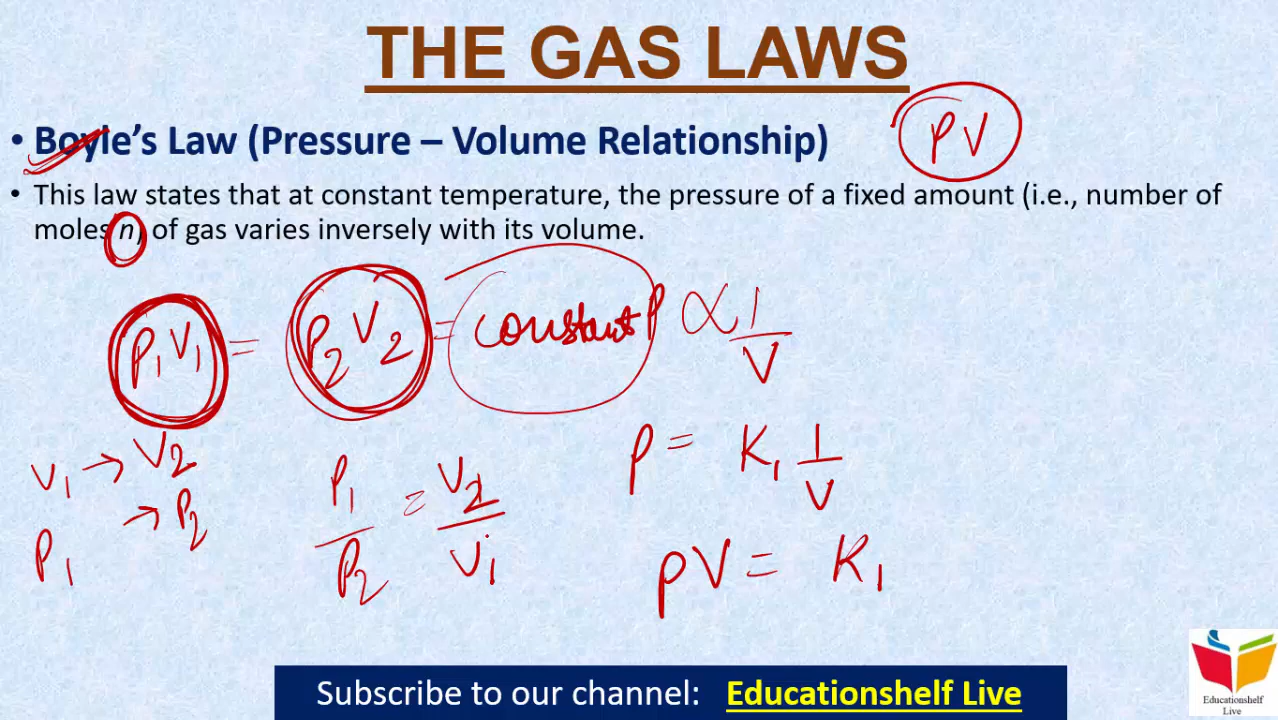 THE GAS LAWS
• Boyle's Law (Pressure – Volume Relationship)
PV
• This law states that at constant temperature, the pressure of a fixed amount (i.e., number of
moles n) of gas varies inversely with its volume.
P₁V₁ = P₂V₂ = constant
P ∝ 1/V
V₁ → V₂
P₁ → P₂
P₁/P₂ = V₂/V₁
P = K₁ 1/V
PV = K₁
Subscribe to our channel: Educationshelf Live
Educationshelf
Live